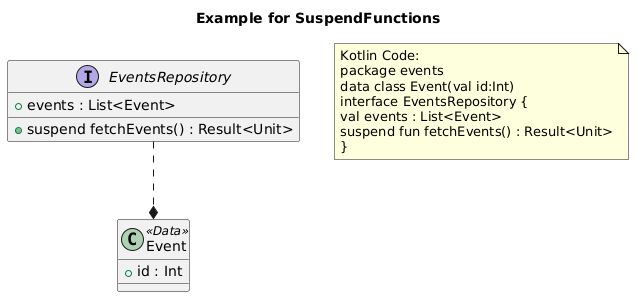 Example for SuspendFunctions
I EventsRepository
events : List<Event>
suspend fetchEvents() : Result<Unit>
Kotlin Code:
package events
data class Event(val id:Int)
interface EventsRepository {
val events : List<Event>
suspend fun fetchEvents() : Result<Unit>
}
«Data»
C Event
id : Int